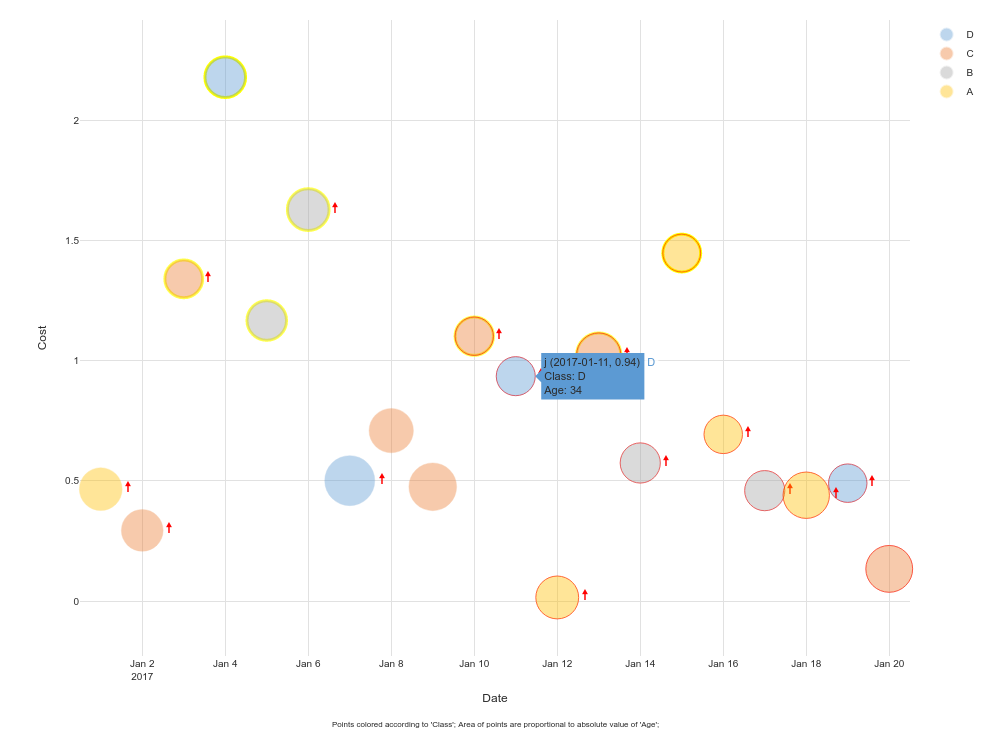 D
C
B
A
2
1.5
1
0.5
0
Cost
j (2017-01-11, 0.94) D
Class: D
Age: 34
Jan 2 Jan 4 Jan 6 Jan 8 Jan 10 Jan 12 Jan 14 Jan 16 Jan 18 Jan 20
2017
Date
Points colored according to 'Class'; Area of points are proportional to absolute value of 'Age';